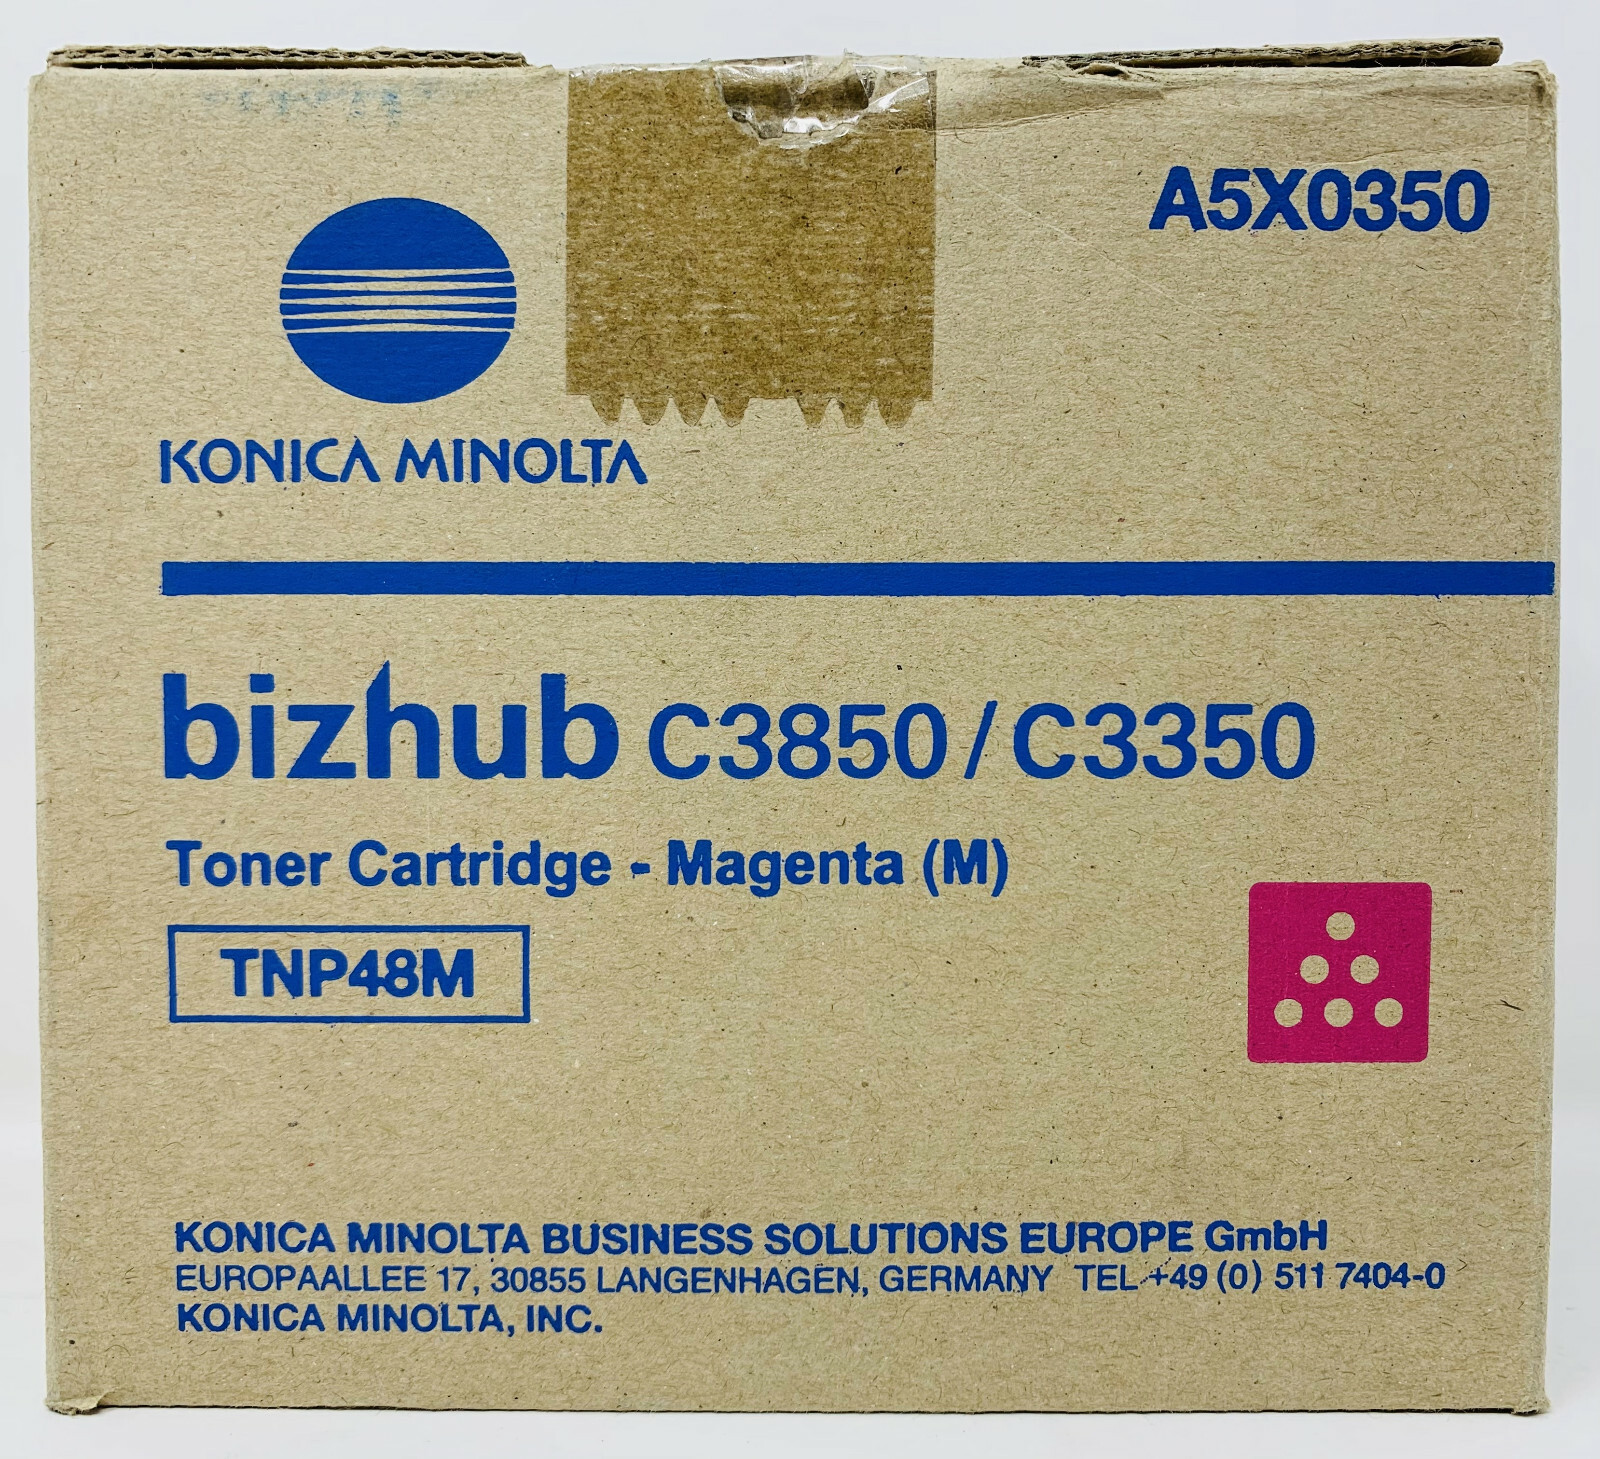 A5X0350
KONICA MINOLTA
bizhub C3850 / C3350
Toner Cartridge - Magenta (M)
TNP48M
KONICA MINOLTA BUSINESS SOLUTIONS EUROPE GmbH
EUROPAALLEE 17, 30855 LANGENHAGEN, GERMANY TEL +49 (0) 511 7404-0
KONICA MINOLTA, INC.